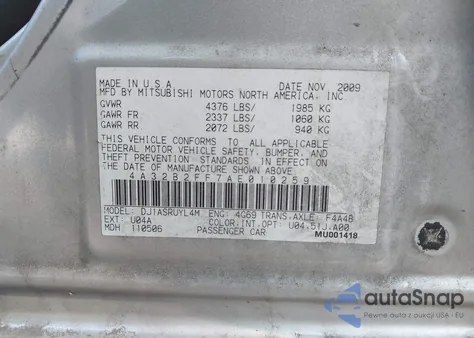 MADE IN U S A DATE NOV 2009
BY MITSUBISHI MOTORS NORTH AMERICA, INC
GVWR 4376 LBS/ 1985 KG
GAWR FR 2337 LBS/ 1060 KG
GAWR RR 2072 LBS/ 940 KG
THIS VEHICLE CONFORMS TO ALL APPLICABLE
FEDERAL MOTOR VEHICLE SAFETY, BUMPER, AND
THEFT PREVENTION STANDARDS IN EFFECT ON
THE DATE OF MANUFACTURE SHOWN ABOVE.
4A32B2FF7AE010259
MODEL DJ1ASRUYL4M ENG: 4G69 TRANS.AXLE: F4A4B
EXT: U04A COLOR:INT.OPT: U04.51J.A00
MDH 110506 PASSENGER CAR MU001418
autoSnap
Pewne auto z aukcji USA i EU